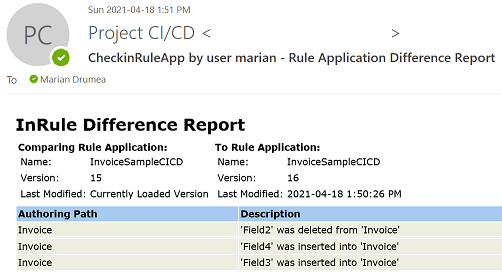 Sun 2021-04-18 1:51 PM
PC
Project CI/CD < >
CheckinRuleApp by user marian - Rule Application Difference Report
To Marian Drumea
InRule Difference Report
Comparing Rule Application: To Rule Application:
Name: InvoiceSampleCICD Name: InvoiceSampleCICD
Version: 15 Version: 16
Last Modified: Currently Loaded Version Last Modified: 2021-04-18 1:50:26 PM
Authoring Path Description
Invoice 'Field2' was deleted from 'Invoice'
Invoice 'Field4' was inserted into 'Invoice'
Invoice 'Field3' was inserted into 'Invoice'